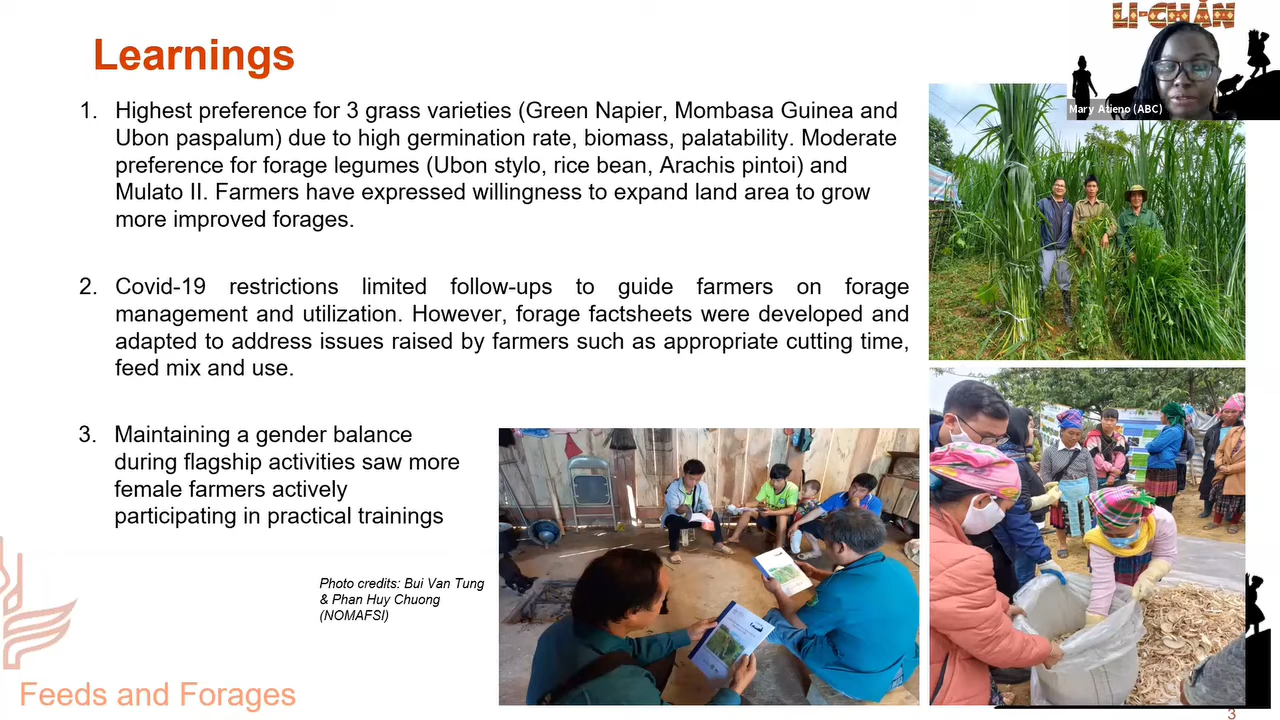 LI-CHĂN
Learnings
Mary Atieno (ABC)
1. Highest preference for 3 grass varieties (Green Napier, Mombasa Guinea and
Ubon paspalum) due to high germination rate, biomass, palatability. Moderate
preference for forage legumes (Ubon stylo, rice bean, Arachis pintoi) and
Mulato II. Farmers have expressed willingness to expand land area to grow
more improved forages.
2. Covid-19 restrictions limited follow-ups to guide farmers on forage
management and utilization. However, forage factsheets were developed and
adapted to address issues raised by farmers such as appropriate cutting time,
feed mix and use.
3. Maintaining a gender balance
during flagship activities saw more
female farmers actively
participating in practical trainings
Photo credits: Bui Van Tung
& Phan Huy Chuong
(NOMAFSI)
Feeds and Forages
3